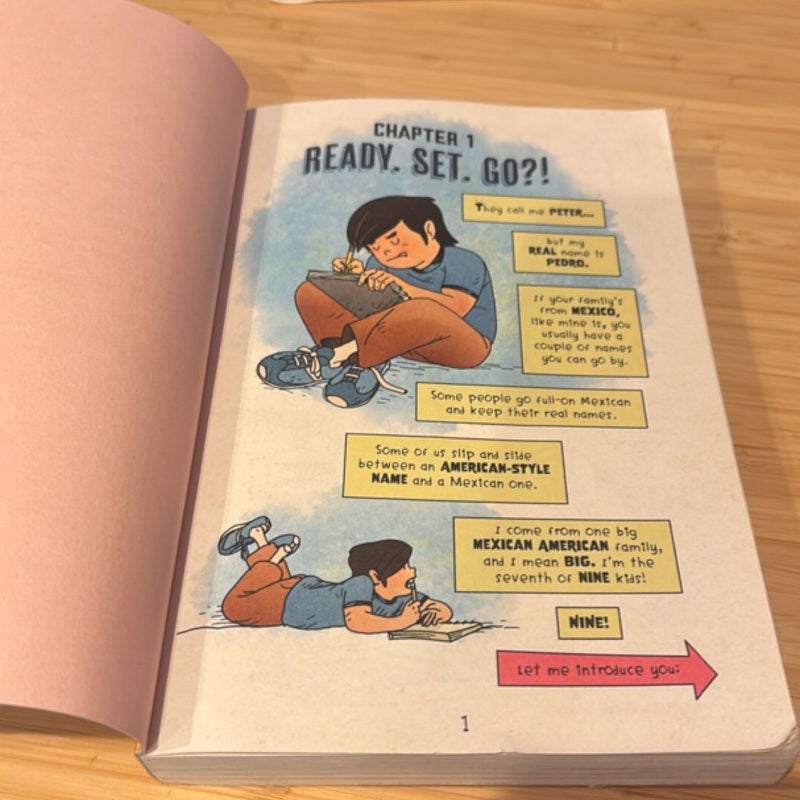 CHAPTER 1
READY. SET. GO?!
They call me PETER...
but my
REAL name is
PEDRO.
If your family's
from MEXICO,
like mine is, you
usually have a
couple of names
you can go by.
Some people go full-on Mexican
and keep their real names.
Some of us slip and slide
between an AMERICAN-STYLE
NAME and a Mexican one.
I come from one big
MEXICAN AMERICAN family,
and I mean BIG. I'm the
seventh of NINE kids!
NINE!
Let me introduce you:
1